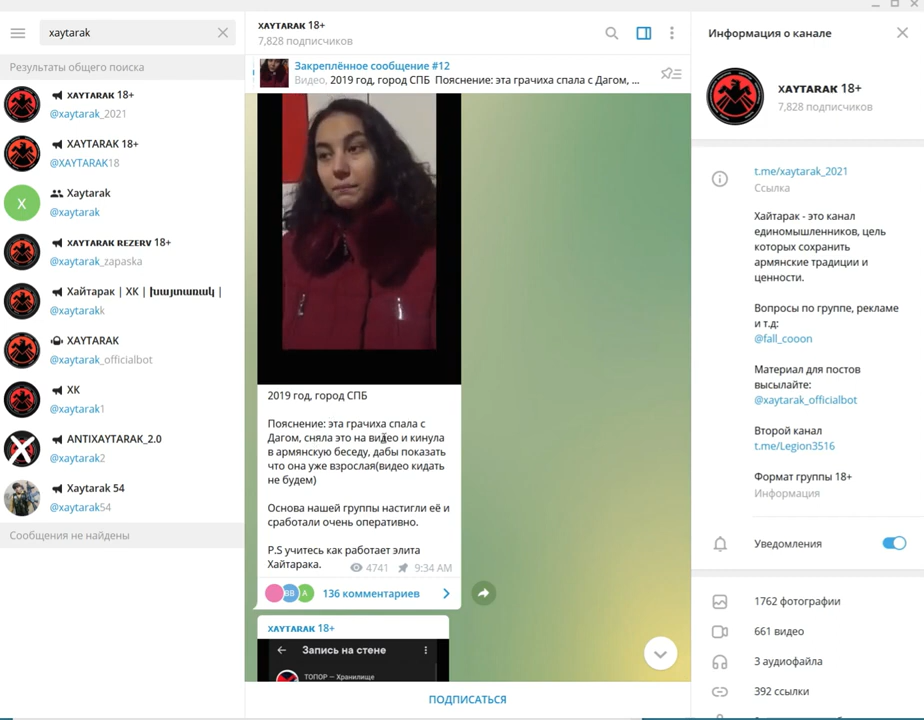 xaytarak
Результаты общего поиска
XAYTARAK 18+
@xaytarak_2021
XAYTARAK 18+
@XAYTARAK18
X
Xaytarak
@xaytarak
XAYTARAK REZERV 18+
@xaytarak_zapaska
Хайтарак | ХК | խայտառակ |
@xaytarakk
XAYTARAK
@xaytarak_officialbot
ХК
@xaytarak1
ANTIXAYTARAK_2.0
@xaytarak2
Xaytarak 54
@xaytarak54
Сообщения не найдены
XAYTARAK 18+
7,828 подписчиков
Закреплённое сообщение #12
Видео, 2019 год, город СПБ Пояснение: эта грачиха спала с Дагом, ...
2019 год, город СПБ
Пояснение: эта грачиха спала с
Дагом, сняла это на видео и кинула
в армянскую беседу, дабы показать
что она уже взрослая(видео кидать
не будем)
Основа нашей группы настигли её и
сработали очень оперативно.
P.S учитесь как работает элита
Хайтарака.
4741 9:34 AM
BB A 136 комментариев
XAYTARAK 18+
Запись на стене
ТОПОР — Хранилище
ПОДПИСАТЬСЯ
Информация о канале
XAYTARAK 18+
7,828 подписчиков
t.me/xaytarak_2021
Ссылка
Хайтарак - это канал
единомышленников, цель
которых сохранить
армянские традиции и
ценности.
Вопросы по группе, рекламе
и т.д:
@fall_cooon
Материал для постов
высылайте:
@xaytarak_officialbot
Второй канал
t.me/Legion3516
Формат группы 18+
Информация
Уведомления
1762 фотографии
661 видео
3 аудиофайла
392 ссылки